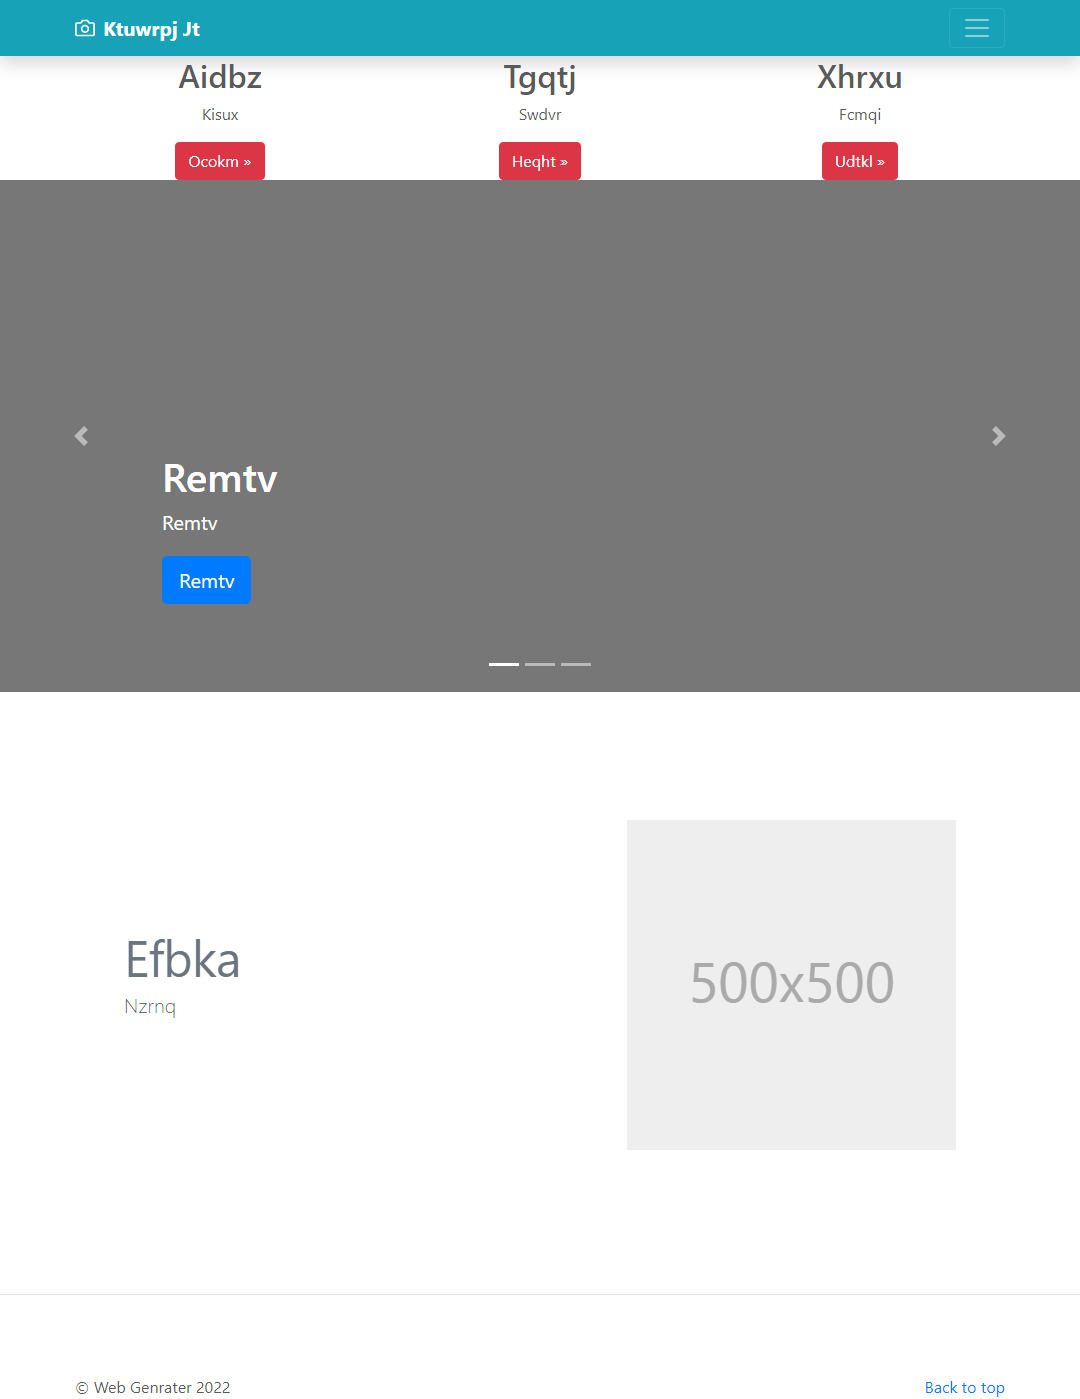 Ktuwrpj Jt
Aidbz
Kisux
Ocokm »
Tgqtj
Swdvr
Heqht »
Xhrxu
Fcmqi
Udtkl »
Remtv
Remtv
Remtv
Efbka
Nzrnq
500x500
© Web Genrater 2022
Back to top